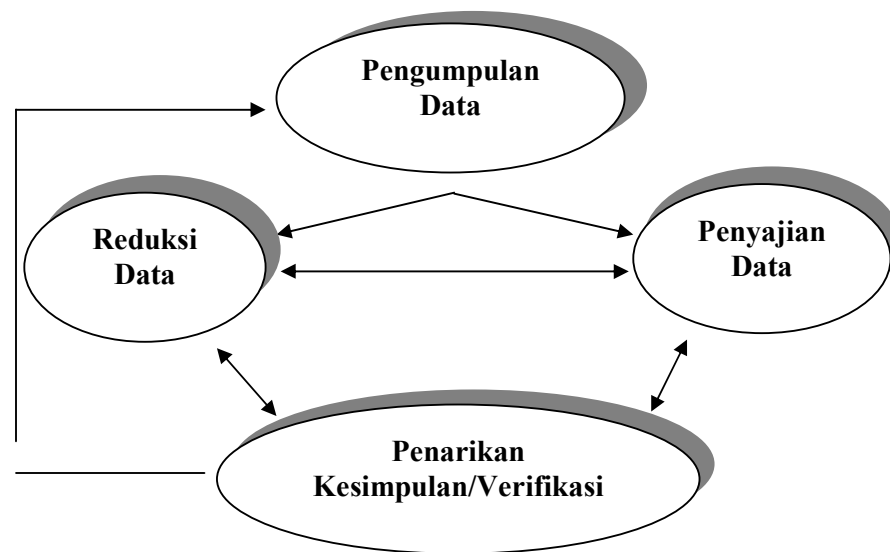 Pengumpulan
Data
Reduksi
Data
Penyajian
Data
Penarikan
Kesimpulan/Verifikasi